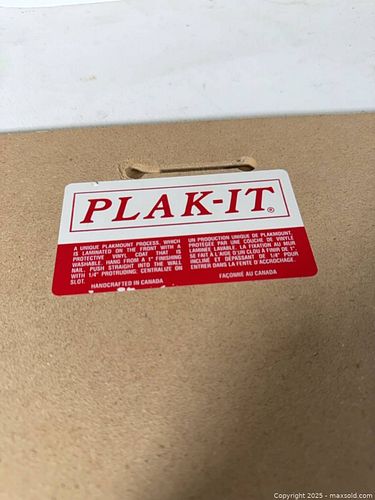 PLAK-IT®
A UNIQUE PLAKMOUNT PROCESS. WHICH
IS LAMINATED ON THE FRONT WITH A
PROTECTIVE VINYL COAT THAT IS
WASHABLE. HANG FROM A 1" FINISHING
NAIL. PUSH STRAIGHT INTO THE WALL
WITH 1/4" PROTRUDING. CENTRALIZE ON
SLOT.
HANDCRAFTED IN CANADA
UN PRODUCTION UNIQUE DE PLAKMOUNT,
PROTEGÉE PAR UNE COUCHE DE VINYLE
LAMINÉE LAVABLE. LA FIXATION AU MUR
SE FAIT À L'AIDE D'UN CLOU À FINIR DE 1",
INCLINÉ ET DÉPASSANT DE 1/4" POUR
ENTRER DANS LA FENTE D'ACCROCHAGE.
FAÇONNÉ AU CANADA
Copyright © 2025 - maxsold.com